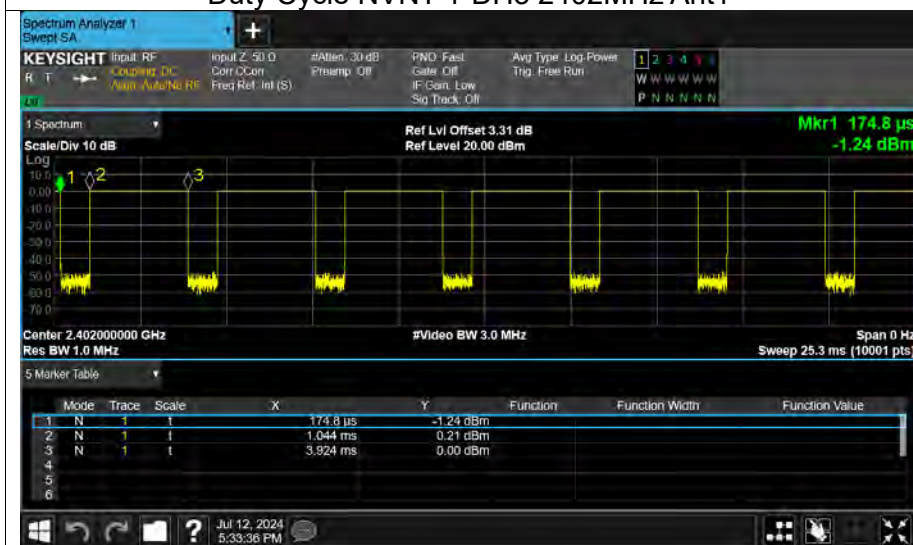 Duty Cycle NVNT 1-DH5 2402MHz Ant1
Spectrum Analyzer 1
Swept SA
+
KEYSIGHT Input: RF Input Z: 50 Ω #Atten: 30 dB PNO: Fast Avg Type: Log-Power 1 2 3 4 5 6
R T Coupling: DC Corr CCorr Preamp: Off Gate: Off Trig: Free Run W W W W W W
Align: Auto/No RF Freq Ref: Int (S) IF Gain: Low
Sig Track: Off P N N N N N
1 Spectrum Ref Lvl Offset 3.31 dB Mkr1 174.8 µs
Scale/Div 10 dB Ref Level 20.00 dBm -1.24 dBm
Log
10.0 1 2 3
0.00
-10.0
-20.0
-30.0
-40.0
-50.0
-60.0
-70.0
Center 2.402000000 GHz #Video BW 3.0 MHz Span 0 Hz
Res BW 1.0 MHz Sweep 25.3 ms (10001 pts)
5 Marker Table
Mode Trace Scale X Y Function Function Width Function Value
1 N 1 t 174.8 µs -1.24 dBm
2 N 1 t 1.044 ms 0.21 dBm
3 N 1 t 3.924 ms 0.00 dBm
4
5
6
? Jul 12, 2024
5:33:36 PM